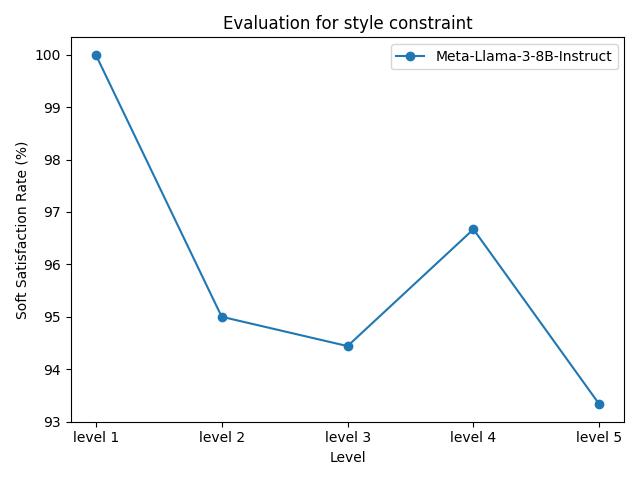 Evaluation for style constraint
Meta-Llama-3-8B-Instruct
Soft Satisfaction Rate (%)
100
99
98
97
96
95
94
93
level 1 level 2 level 3 level 4 level 5
Level